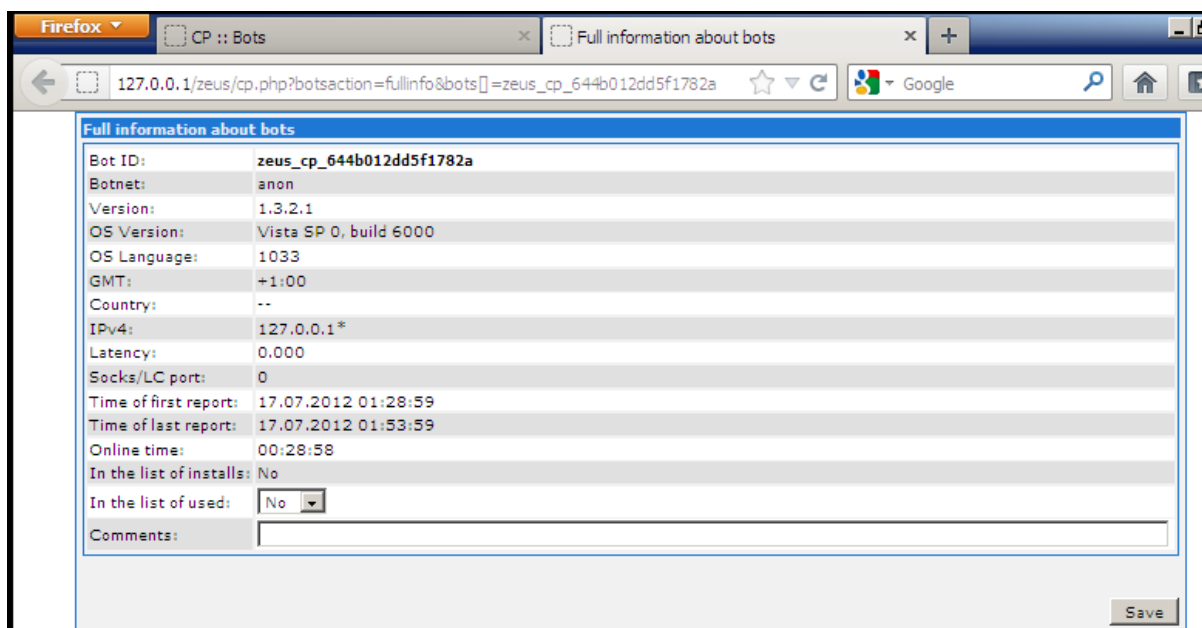 Firefox
CP :: Bots
Full information about bots
127.0.0.1/zeus/cp.php?botsaction=fullinfo&bots[]=zeus_cp_644b012dd5f1782a
Google
Full information about bots
Bot ID: zeus_cp_644b012dd5f1782a
Botnet: anon
Version: 1.3.2.1
OS Version: Vista SP 0, build 6000
OS Language: 1033
GMT: +1:00
Country: --
IPv4: 127.0.0.1*
Latency: 0.000
Socks/LC port: 0
Time of first report: 17.07.2012 01:28:59
Time of last report: 17.07.2012 01:53:59
Online time: 00:28:58
In the list of installs: No
In the list of used: No
Comments:
Save